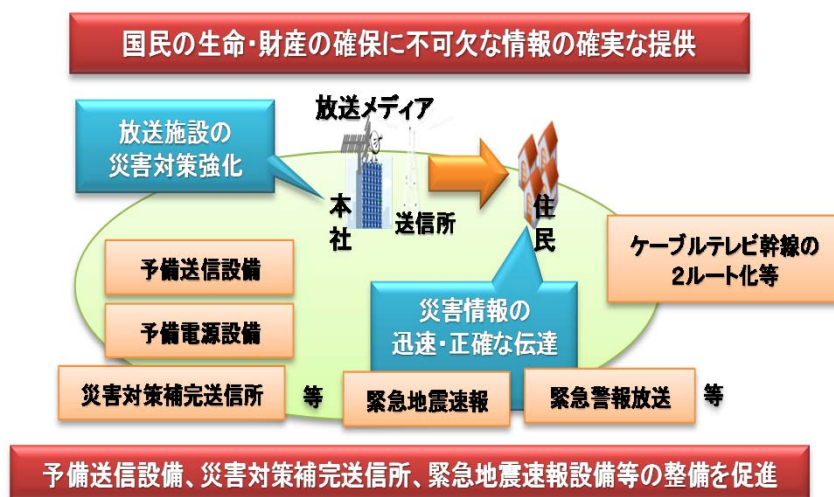 国民の生命・財産の確保に不可欠な情報の確実な提供
放送メディア
放送施設の
災害対策強化
本社
送信所
住民
ケーブルテレビ幹線の
2ルート化等
予備送信設備
災害情報の
迅速・正確な伝達
予備電源設備
災害対策補完送信所 等
緊急地震速報
緊急警報放送 等
予備送信設備、災害対策補完送信所、緊急地震速報設備等の整備を促進